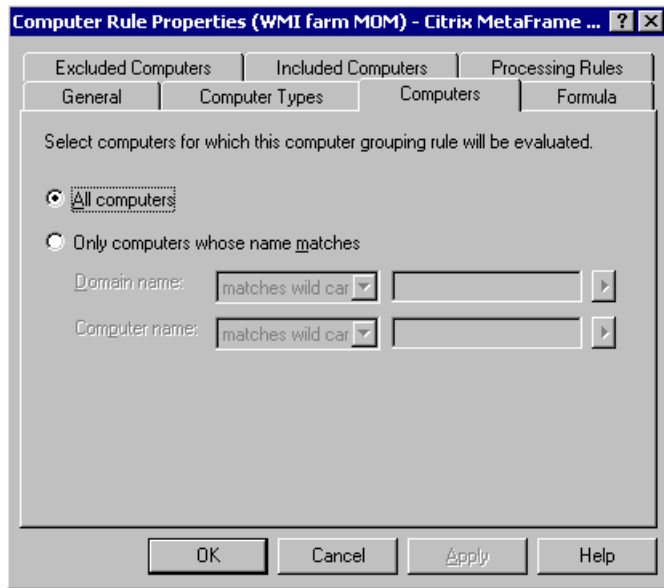 Computer Rule Properties (WMI farm MOM) - Citrix MetaFrame ...
Excluded Computers Included Computers Processing Rules
General Computer Types Computers Formula
Select computers for which this computer grouping rule will be evaluated.
All computers
Only computers whose name matches
Domain name: matches wild car
Computer name: matches wild car
OK Cancel Apply Help